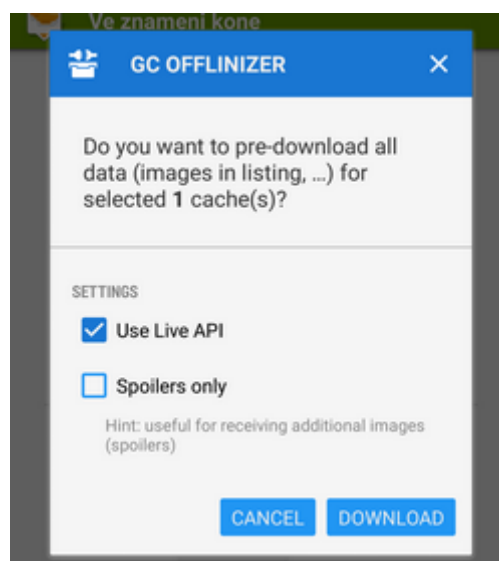 Ve znameni kone
GC OFFLINIZER
Do you want to pre-download all
data (images in listing, ...) for
selected 1 cache(s)?
SETTINGS
Use Live API
Spoilers only
Hint: useful for receiving additional images
(spoilers)
CANCEL DOWNLOAD